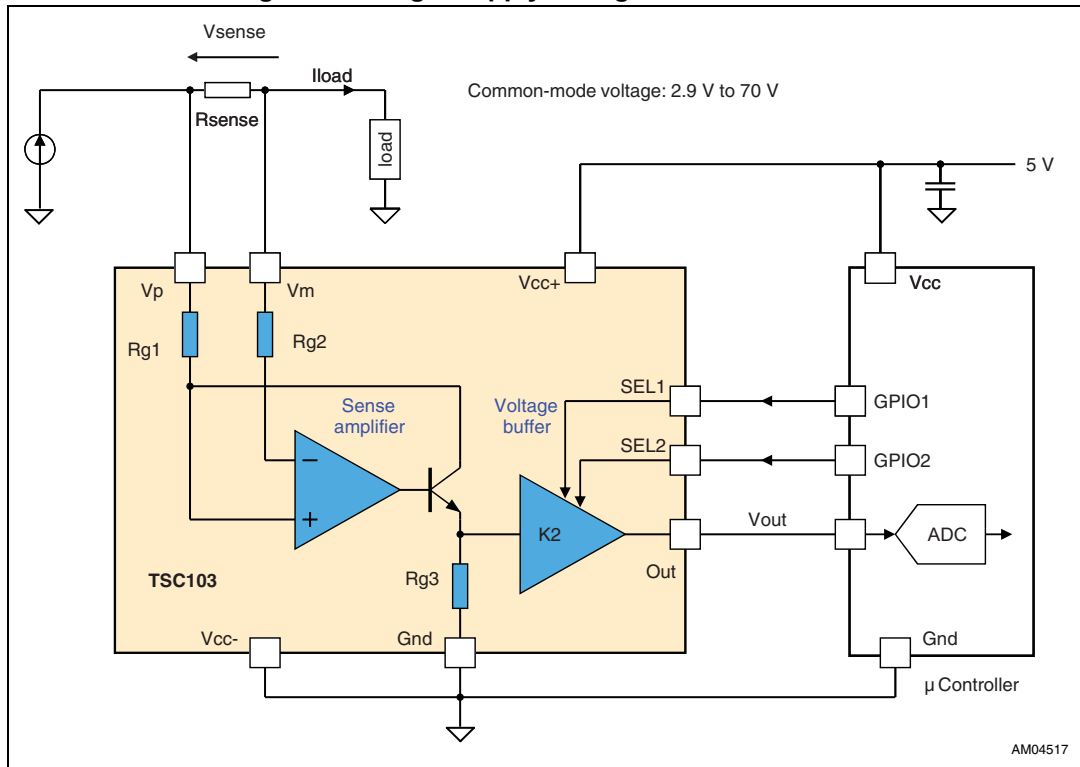 Vsense
Iload
Common-mode voltage: 2.9 V to 70 V
Rsense
load
5 V
Vp
Vm
Vcc+
Vcc
Rg1
Rg2
SEL1
GPIO1
Sense
amplifier
Voltage
buffer
SEL2
GPIO2
−
+
K2
Vout
ADC
Out
TSC103
Rg3
Vcc-
Gnd
Gnd
µ Controller
AM04517